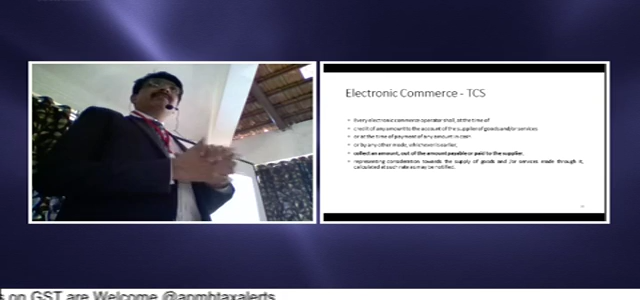 Electronic Commerce - TCS
• Every electronic commerce operator shall, at the time of
• credit of any amount to the account of the supplier of goods and/or services
• or at the time of payment of any amount in cash
• or by any other mode, whichever is earlier,
• collect an amount, out of the amount payable or paid to the supplier,
• representing consideration towards the supply of goods and /or services made through it,
calculated at such rate as may be notified.
s on GST are Welcome @apmhtaxalerts